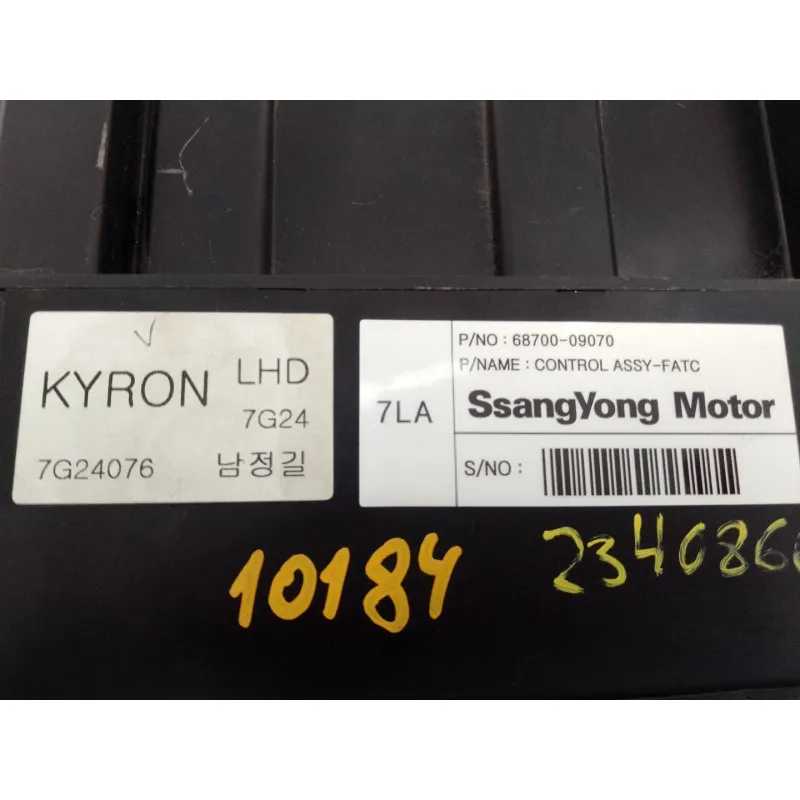 KYRON LHD
7G24
7G24076 남정길
7LA
P/NO : 68700-09070
P/NAME : CONTROL ASSY-FATC
SsangYong Motor
S/NO :
10184